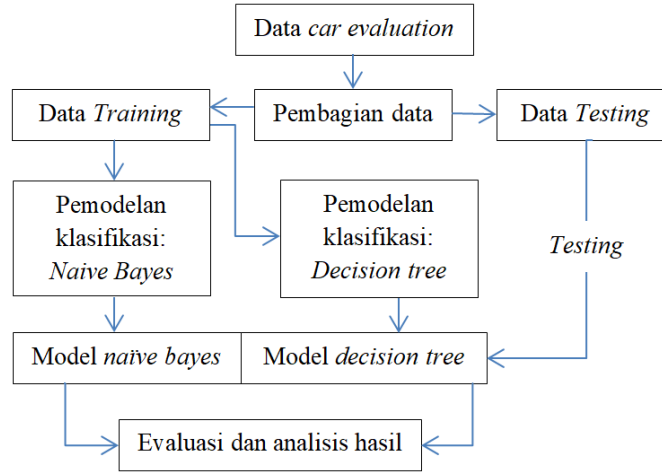 Data car evaluation
Data Training
Pembagian data
Data Testing
Pemodelan
klasifikasi:
Naive Bayes
Pemodelan
klasifikasi:
Decision tree
Testing
Model naïve bayes
Model decision tree
Evaluasi dan analisis hasil